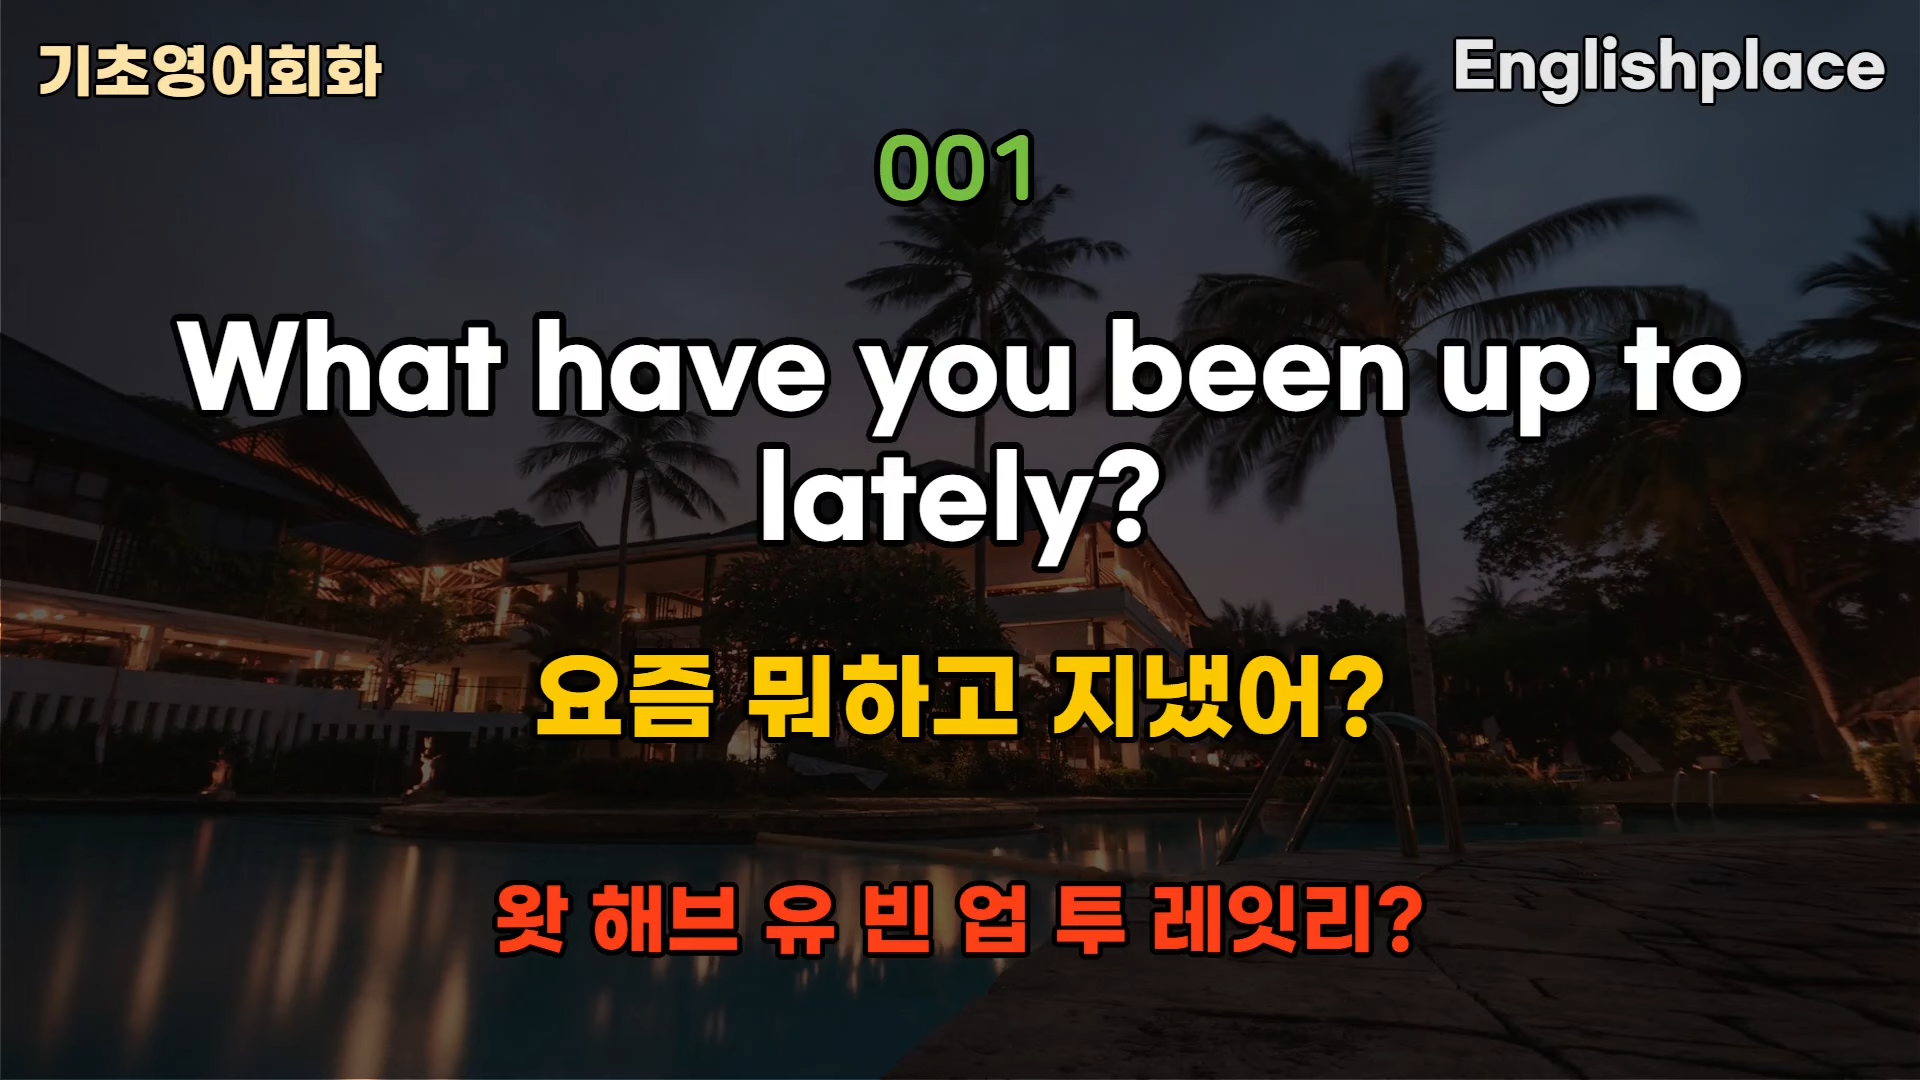 기초영어회화
Englishplace
001
What have you been up to
lately?
요즘 뭐하고 지냈어?
왓 해브 유 빈 업 투 레잇리?